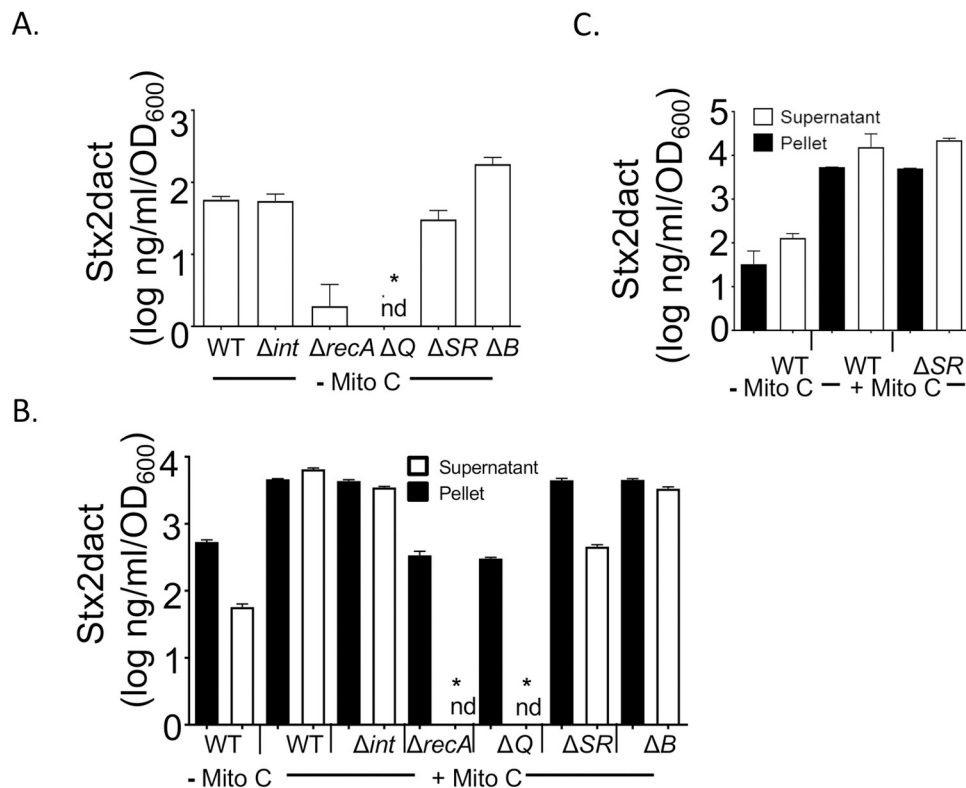 A.
Stx2dact
(log ng/ml/OD600)
3
2
1
0
*
nd
WT Δint ΔrecA ΔQ ΔSR ΔB
- Mito C
C.
Stx2dact
(log ng/ml/OD600)
Supernatant
Pellet
5
4
3
2
1
0
WT WT ΔSR
- Mito C + Mito C
B.
Stx2dact
(log ng/ml/OD600)
Supernatant
Pellet
4
3
2
1
0
* *
nd nd
WT WT Δint ΔrecA ΔQ ΔSR ΔB
- Mito C + Mito C